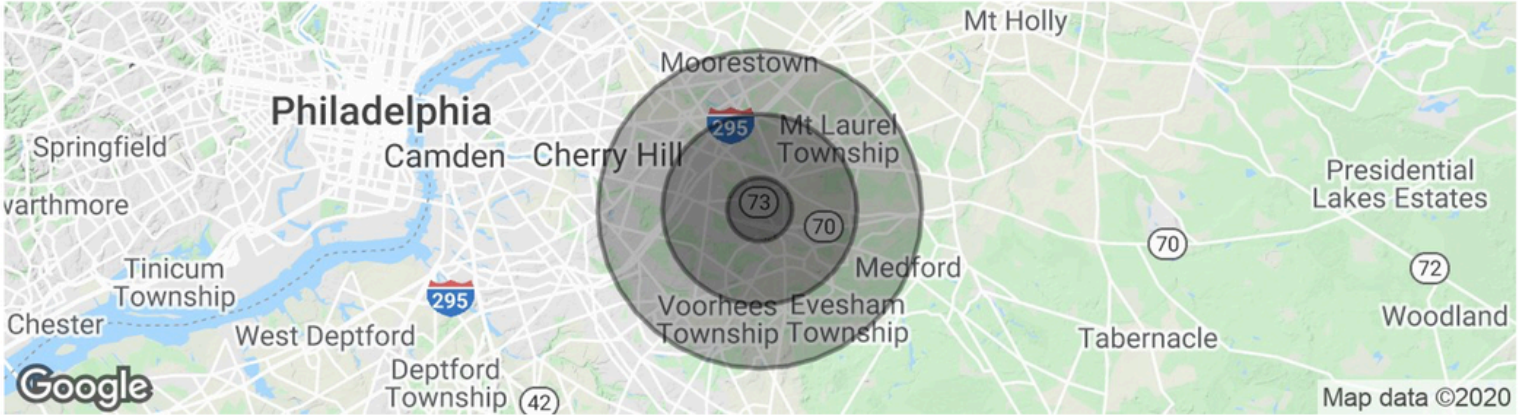 Mt Holly
Moorestown
Philadelphia
295
Mt Laurel
Township
Springfield
Camden
Cherry Hill
Presidential
Lakes Estates
warthmore
73
70
70
Tinicum
Township
295
Medford
72
Chester
West Deptford
Voorhees
Township
Evesham
Township
Woodland
Tabernacle
Deptford
Township
42
Google
Map data ©2020